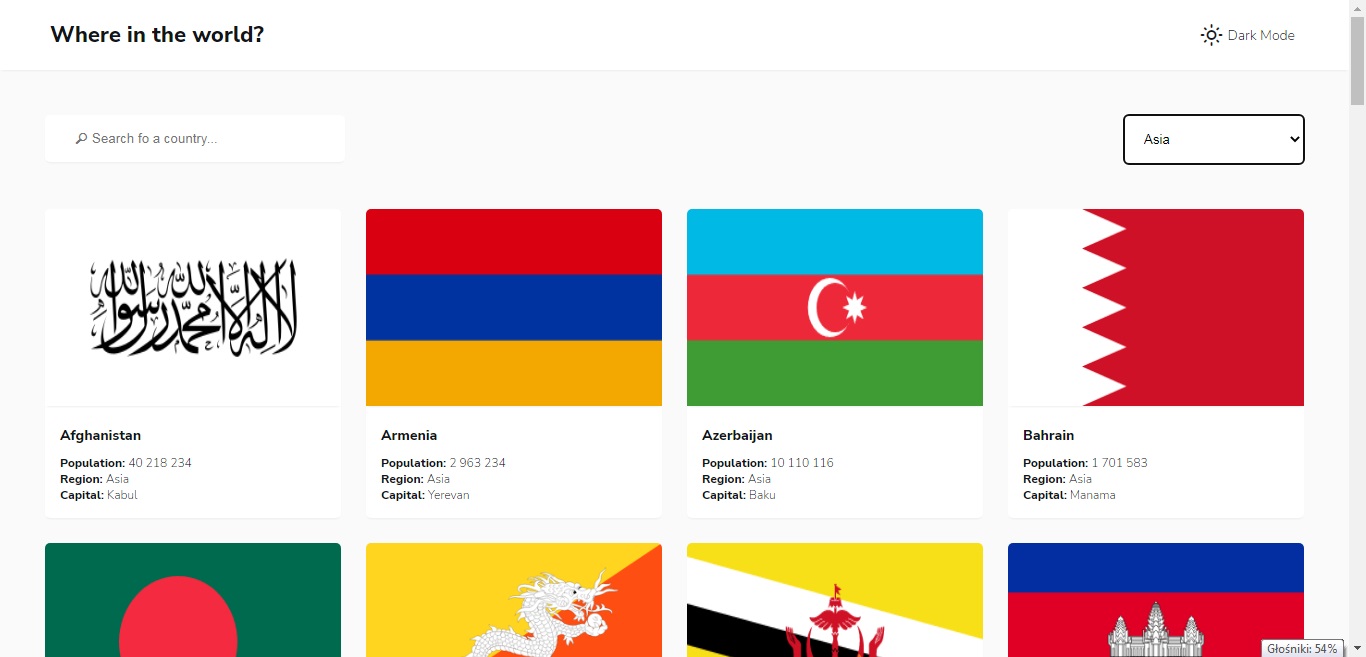 Where in the world?
Dark Mode
Search fo a country...
Asia
لا إله إلا الله محمد رسول الله
Afghanistan
Population: 40 218 234
Region: Asia
Capital: Kabul
Armenia
Population: 2 963 234
Region: Asia
Capital: Yerevan
Azerbaijan
Population: 10 110 116
Region: Asia
Capital: Baku
Bahrain
Population: 1 701 583
Region: Asia
Capital: Manama
Głośniki: 54%